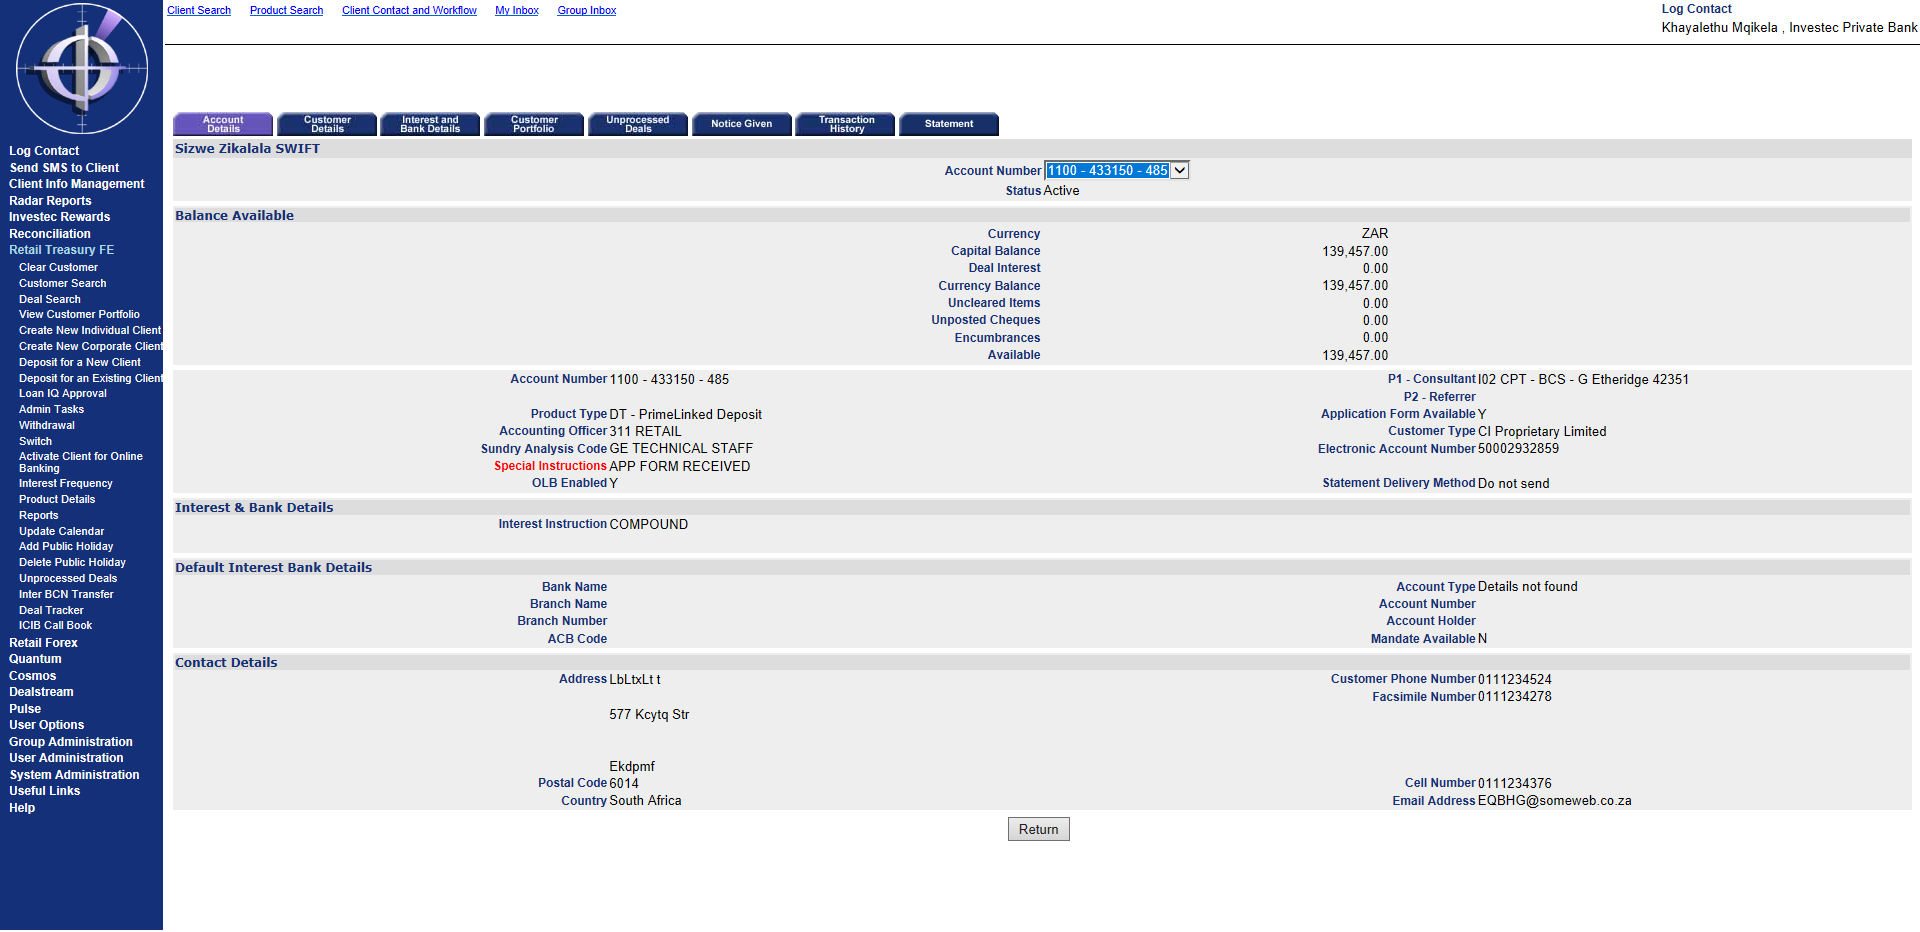 Client Search Product Search Client Contact and Workflow My Inbox Group Inbox
Log Contact
Khayalethu Mqikela , Investec Private Bank
Log Contact
Send SMS to Client
Client Info Management
Radar Reports
Investec Rewards
Reconciliation
Retail Treasury FE
Clear Customer
Customer Search
Deal Search
View Customer Portfolio
Create New Individual Client
Create New Corporate Client
Deposit for a New Client
Deposit for an Existing Client
Loan IQ Approval
Admin Tasks
Withdrawal
Switch
Activate Client for Online
Banking
Interest Frequency
Product Details
Reports
Update Calendar
Add Public Holiday
Delete Public Holiday
Unprocessed Deals
Inter BCN Transfer
Deal Tracker
ICIB Call Book
Retail Forex
Quantum
Cosmos
Dealstream
Pulse
User Options
Group Administration
User Administration
System Administration
Useful Links
Help
Account Details
Customer Details
Interest and Bank Details
Customer Portfolio
Unprocessed Deals
Notice Given
Transaction History
Statement
Sizwe Zikalala SWIFT
Account Number 1100 - 433150 - 485
Status Active
Balance Available
Currency ZAR
Capital Balance 139,457.00
Deal Interest 0.00
Currency Balance 139,457.00
Uncleared Items 0.00
Unposted Cheques 0.00
Encumbrances 0.00
Available 139,457.00
Account Number 1100 - 433150 - 485 P1 - Consultant I02 CPT - BCS - G Etheridge 42351
P2 - Referrer
Product Type DT - PrimeLinked Deposit Application Form Available Y
Accounting Officer 311 RETAIL Customer Type CI Proprietary Limited
Sundry Analysis Code GE TECHNICAL STAFF Electronic Account Number 50002932859
Special Instructions APP FORM RECEIVED
OLB Enabled Y Statement Delivery Method Do not send
Interest & Bank Details
Interest Instruction COMPOUND
Default Interest Bank Details
Bank Name Account Type Details not found
Branch Name Account Number
Branch Number Account Holder
ACB Code Mandate Available N
Contact Details
Address LbLtxLt t Customer Phone Number 0111234524
Facsimile Number 0111234278
577 Kcytq Str
Ekdpmf
Postal Code 6014 Cell Number 0111234376
Country South Africa Email Address EQBHG@someweb.co.za
Return